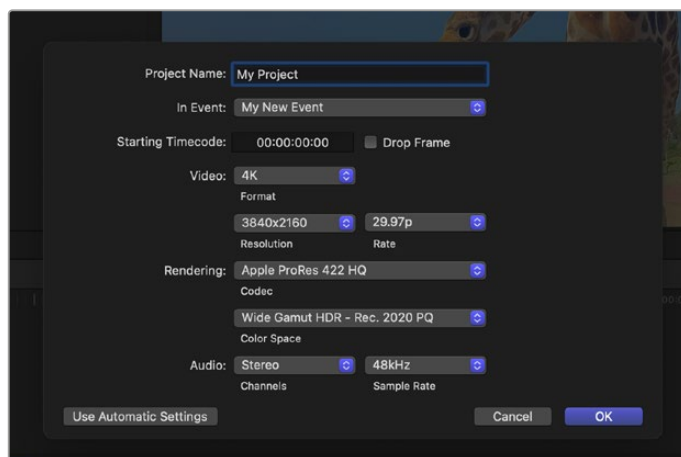 Project Name: My Project
In Event: My New Event
Starting Timecode: 00:00:00:00 Drop Frame
Video: 4K
Format
3840x2160 29.97p
Resolution Rate
Rendering: Apple ProRes 422 HQ
Codec
Wide Gamut HDR - Rec. 2020 PQ
Color Space
Audio: Stereo 48kHz
Channels Sample Rate
Use Automatic Settings Cancel OK